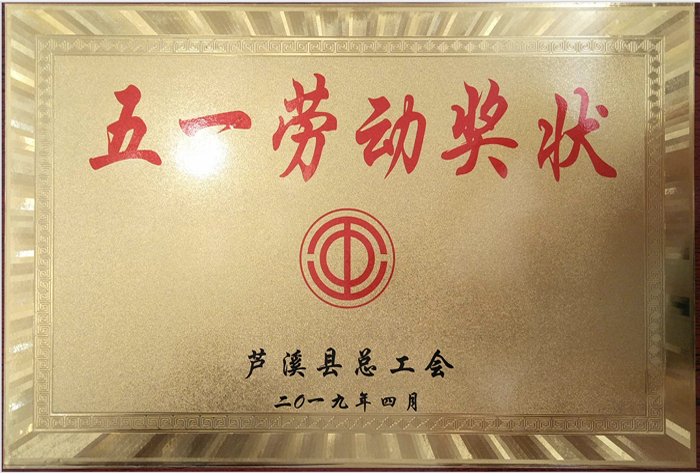 五一劳动奖状
芦溪县总工会
二〇一九年四月